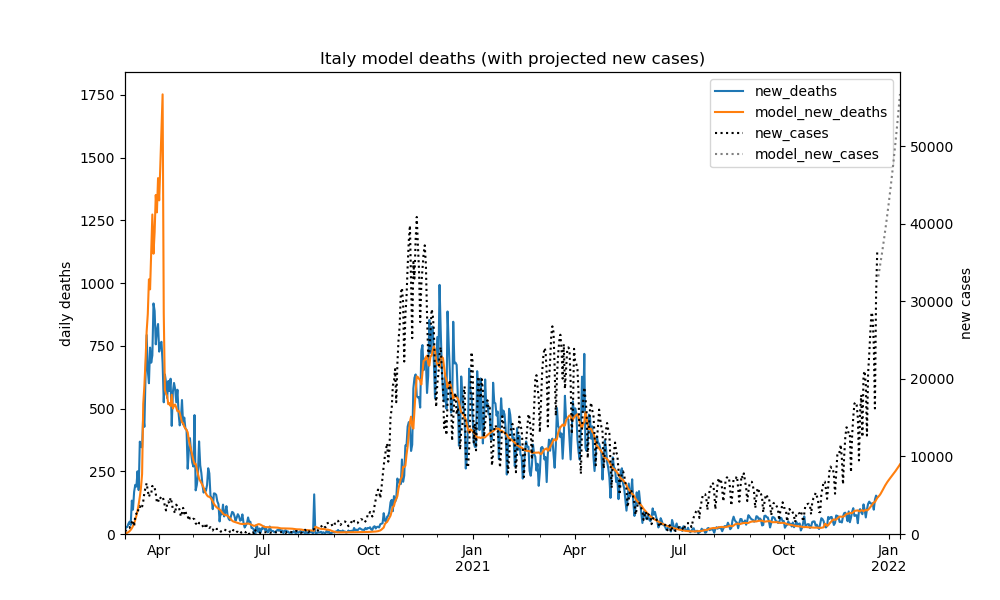 Italy model deaths (with projected new cases)
1750
1500
1250
1000
750
500
250
0
daily deaths
new_deaths
model_new_deaths
new_cases
model_new_cases
50000
40000
30000
20000
10000
0
new cases
Apr
Jul
Oct
Jan
2021
Apr
Jul
Oct
Jan
2022